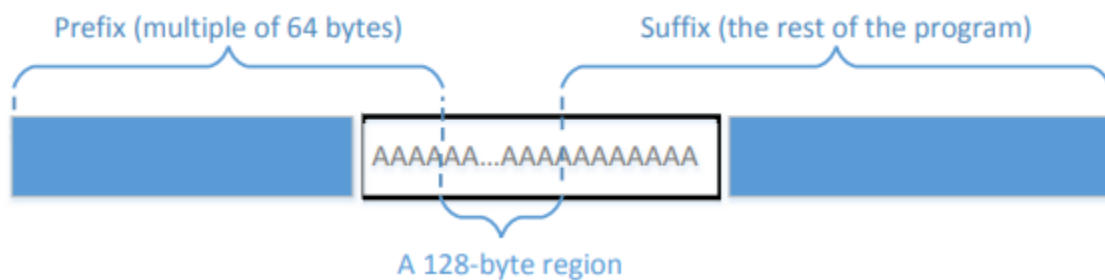 Prefix (multiple of 64 bytes)
Suffix (the rest of the program)
AAAAAA...AAAAAAAAAAA
A 128-byte region